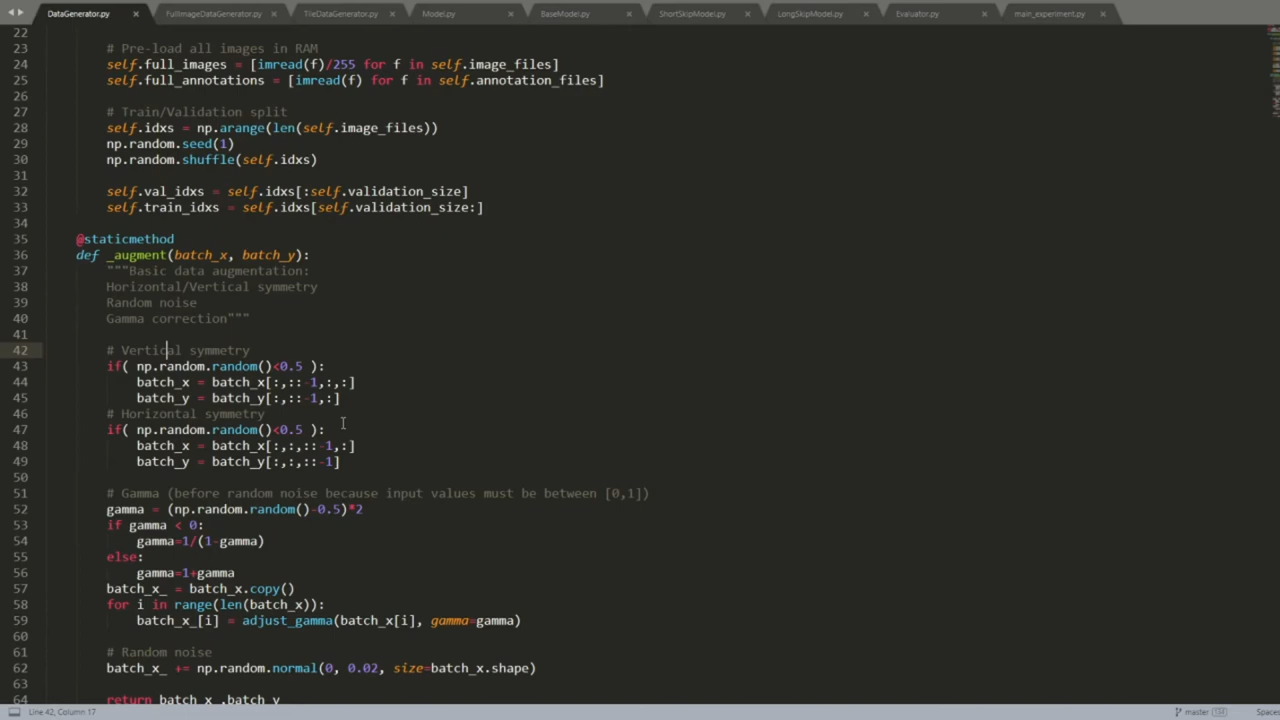 DataGenerator.py FullImageDataGenerator.py TileDataGenerator.py Model.py BaseModel.py ShortSkipModel.py LongSkipModel.py Evaluator.py main_experiment.py
22
23 # Pre-load all images in RAM
24 self.full_images = [imread(f)/255 for f in self.image_files]
25 self.full_annotations = [imread(f) for f in self.annotation_files]
26
27 # Train/Validation split
28 self.idxs = np.arange(len(self.image_files))
29 np.random.seed(1)
30 np.random.shuffle(self.idxs)
31
32 self.val_idxs = self.idxs[:self.validation_size]
33 self.train_idxs = self.idxs[self.validation_size:]
34
35 @staticmethod
36 def _augment(batch_x, batch_y):
37 """Basic data augmentation:
38 Horizontal/Vertical symmetry
39 Random noise
40 Gamma correction"""
41
42 # Vertical symmetry
43 if( np.random.random()<0.5 ):
44 batch_x = batch_x[:,::-1,:,:]
45 batch_y = batch_y[:,::-1,:]
46 # Horizontal symmetry
47 if( np.random.random()<0.5 ):
48 batch_x = batch_x[:,:,::-1,:]
49 batch_y = batch_y[:,:,::-1]
50
51 # Gamma (before random noise because input values must be between [0,1])
52 gamma = (np.random.random()-0.5)*2
53 if gamma < 0:
54 gamma=1/(1-gamma)
55 else:
56 gamma=1+gamma
57 batch_x_ = batch_x.copy()
58 for i in range(len(batch_x)):
59 batch_x_[i] = adjust_gamma(batch_x[i], gamma=gamma)
60
61 # Random noise
62 batch_x_ += np.random.normal(0, 0.02, size=batch_x.shape)
63
64 return batch_x_,batch_y
Line 42, Column 17 master Spaces